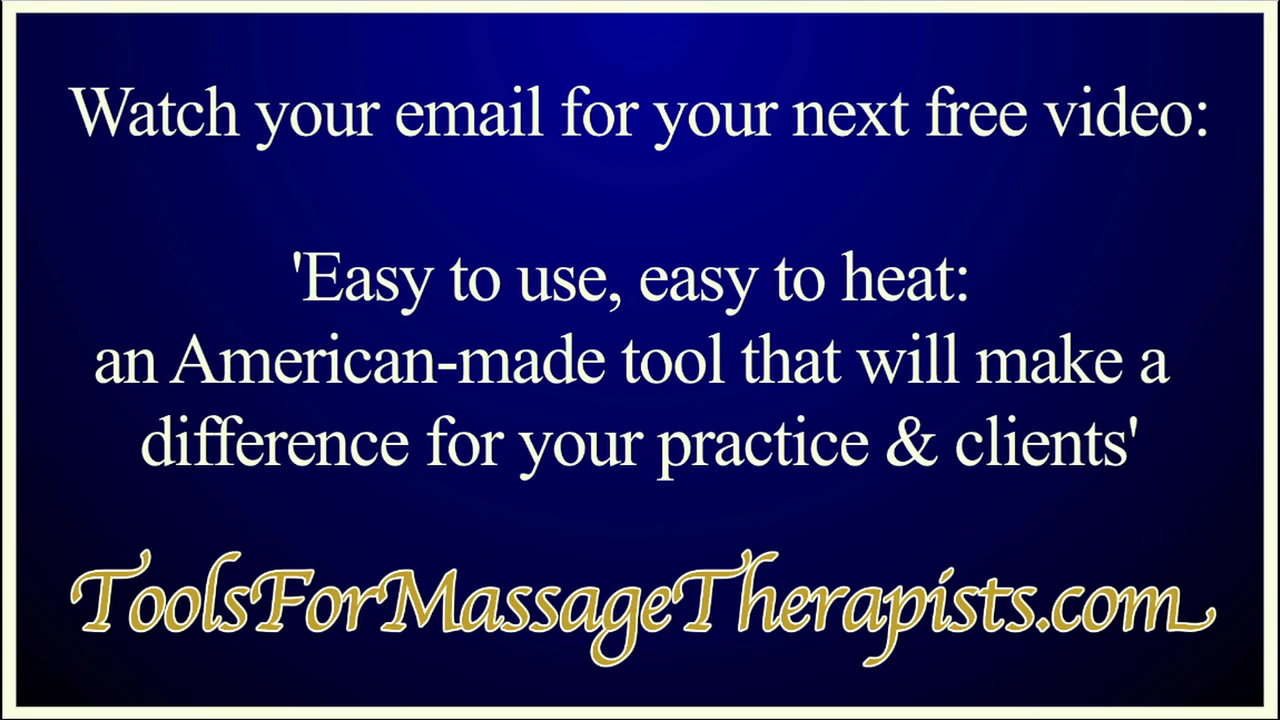 Watch your email for your next free video:
'Easy to use, easy to heat:
an American-made tool that will make a
difference for your practice & clients'
ToolsForMassageTherapists.com